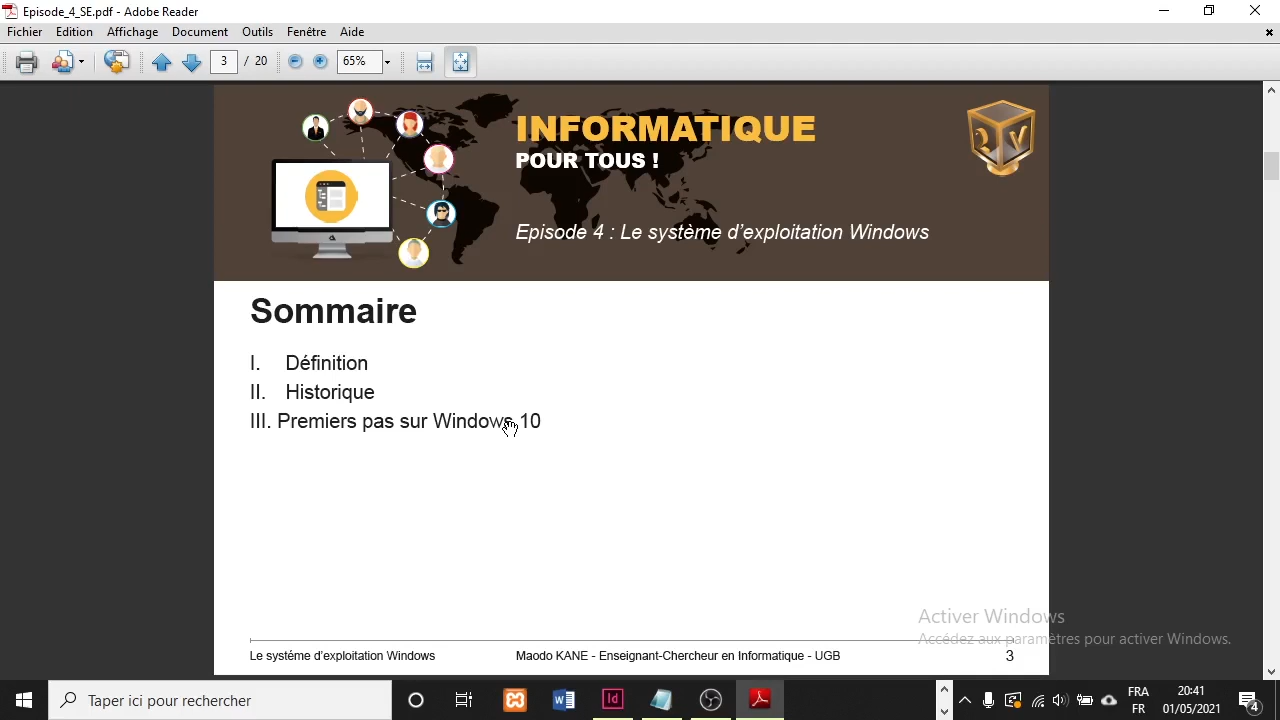 Episode_4_SE.pdf - Adobe Reader
Fichier Edition Affichage Document Outils Fenêtre Aide
3 / 20 65%
INFORMATIQUE
POUR TOUS !
Episode 4 : Le système d'exploitation Windows
Sommaire
I. Définition
II. Historique
III. Premiers pas sur Windows 10
Activer Windows
Accédez aux paramètres pour activer Windows.
Le systéme d'exploitation Windows Maodo KANE - Enseignant-Chercheur en Informatique - UGB 3
Taper ici pour rechercher
W Id
FRA
FR
20:41
01/05/2021
4